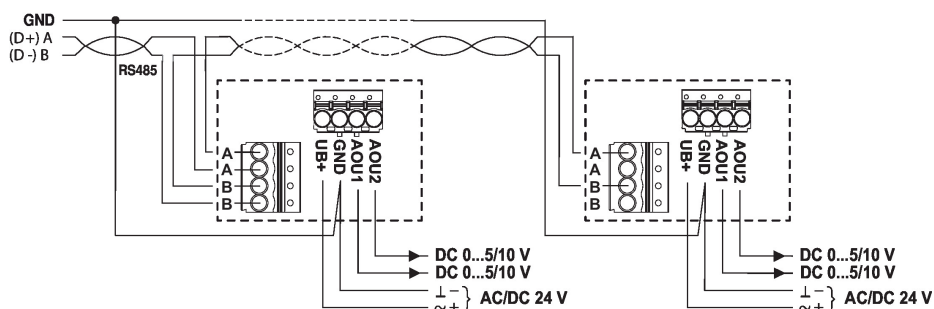 GND
(D+) A
(D-) B
RS485
A
A
B
B
UB+
GND
AOU1
AOU2
DC 0...5/10 V
DC 0...5/10 V
⊥ −
~ +
AC/DC 24 V
A
A
B
B
UB+
GND
AOU1
AOU2
DC 0...5/10 V
DC 0...5/10 V
⊥ −
~ +
AC/DC 24 V